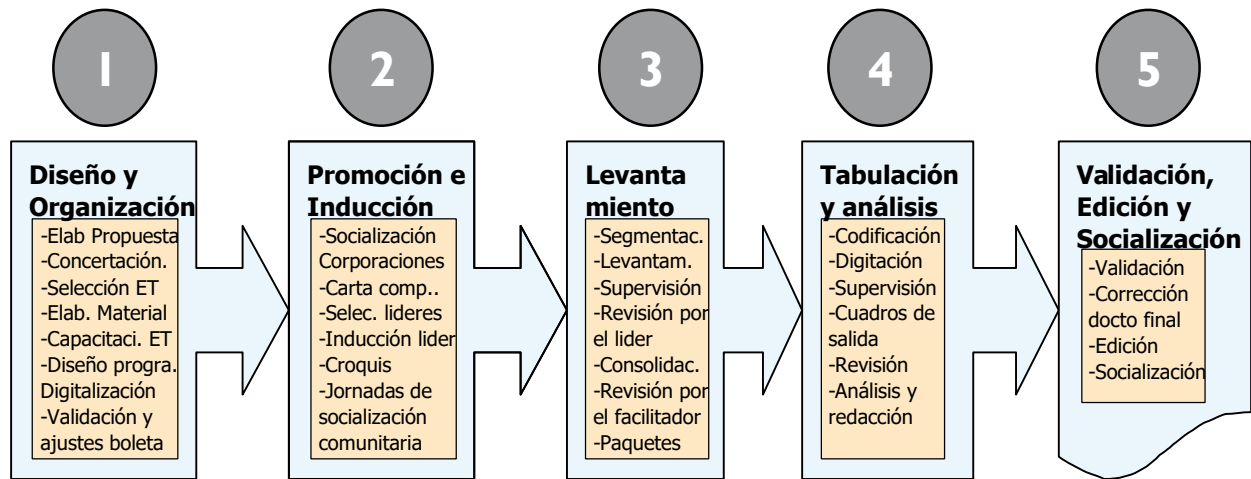 1
2
3
4
5
Diseño y
Organización
-Elab Propuesta
-Concertación.
-Selección ET
-Elab. Material
-Capacitaci. ET
-Diseño progra.
Digitalización
-Validación y
ajustes boleta
Promoción e
Inducción
-Socialización
Corporaciones
-Carta comp..
-Selec. lideres
-Inducción lider
-Croquis
-Jornadas de
socialización
comunitaria
Levanta
miento
-Segmentac.
-Levantam.
-Supervisión
-Revisión por
el lider
-Consolidac.
-Revisión por
el facilitador
-Paquetes
Tabulación
y análisis
-Codificación
-Digitación
-Supervisión
-Cuadros de
salida
-Revisión
-Análisis y
redacción
Validación,
Edición y
Socialización
-Validación
-Corrección
docto final
-Edición
-Socialización